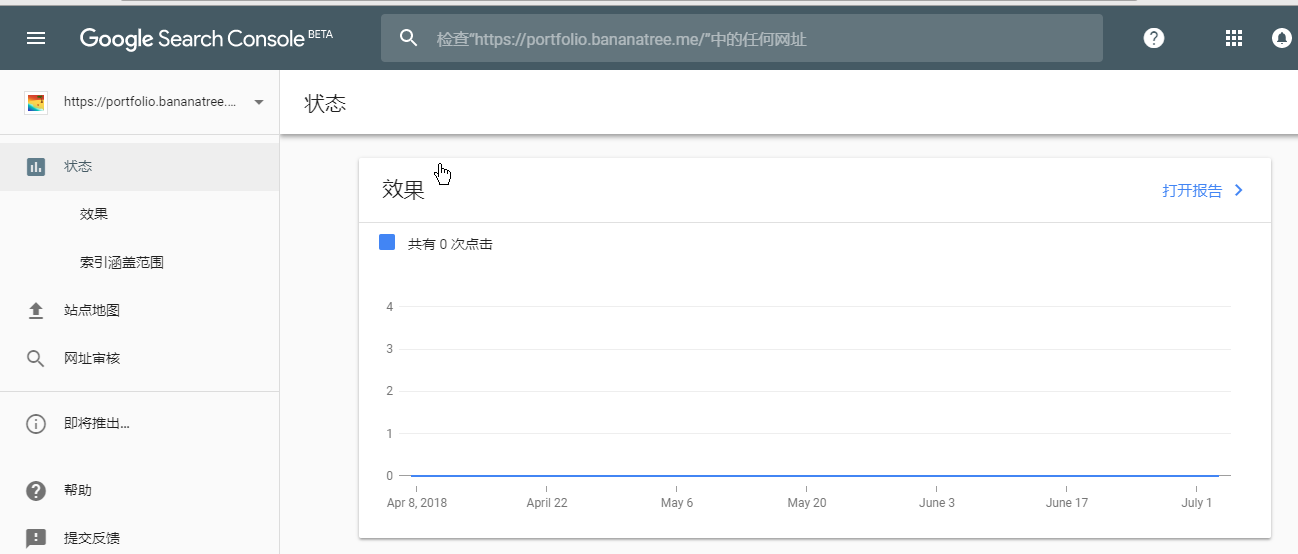 Google Search Console BETA
检查"https://portfolio.bananatree.me/"中的任何网址
https://portfolio.bananatree....
状态
状态
效果
索引涵盖范围
站点地图
网址审核
即将推出...
帮助
提交反馈
效果
打开报告
共有 0 次点击
4
3
2
1
0
Apr 8, 2018
April 22
May 6
May 20
June 3
June 17
July 1